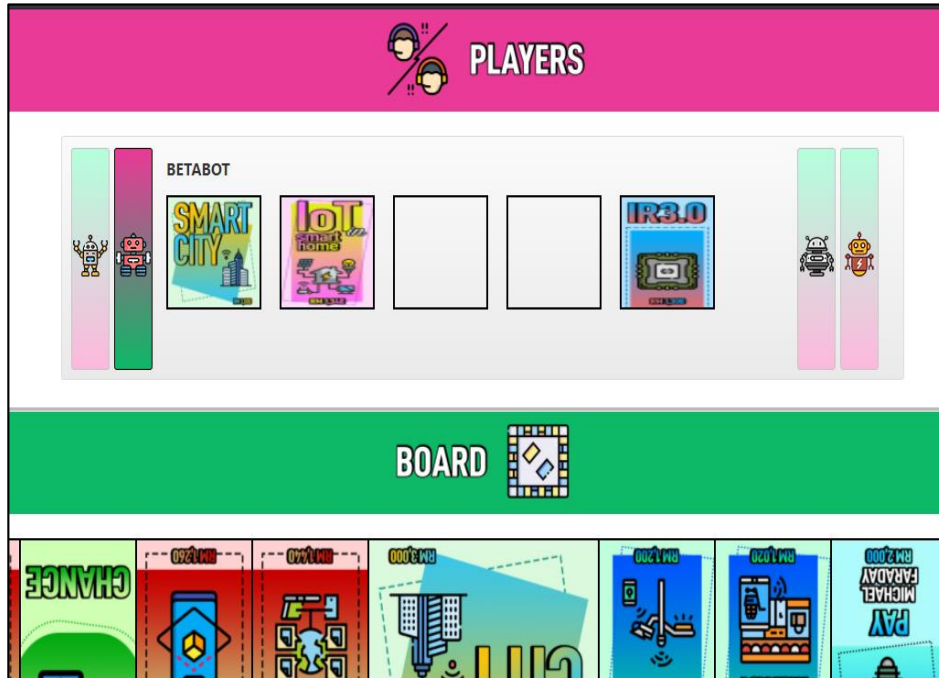 !!
PLAYERS
!!
BETABOT
SMART
CITY
IoT
smart
home
IR3.0
BOARD
CHANCE
RM 1,260
RM 1,440
RM 3,000
RM 1,200
RM 1,020
RM 2,000
MICHAEL
FARADAY
PAY